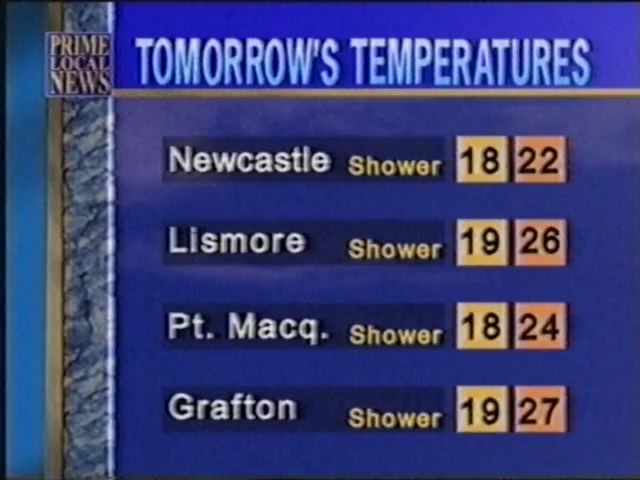 PRIME
LOCAL
NEWS
TOMORROW'S TEMPERATURES
Newcastle Shower 18 22
Lismore Shower 19 26
Pt. Macq. Shower 18 24
Grafton Shower 19 27